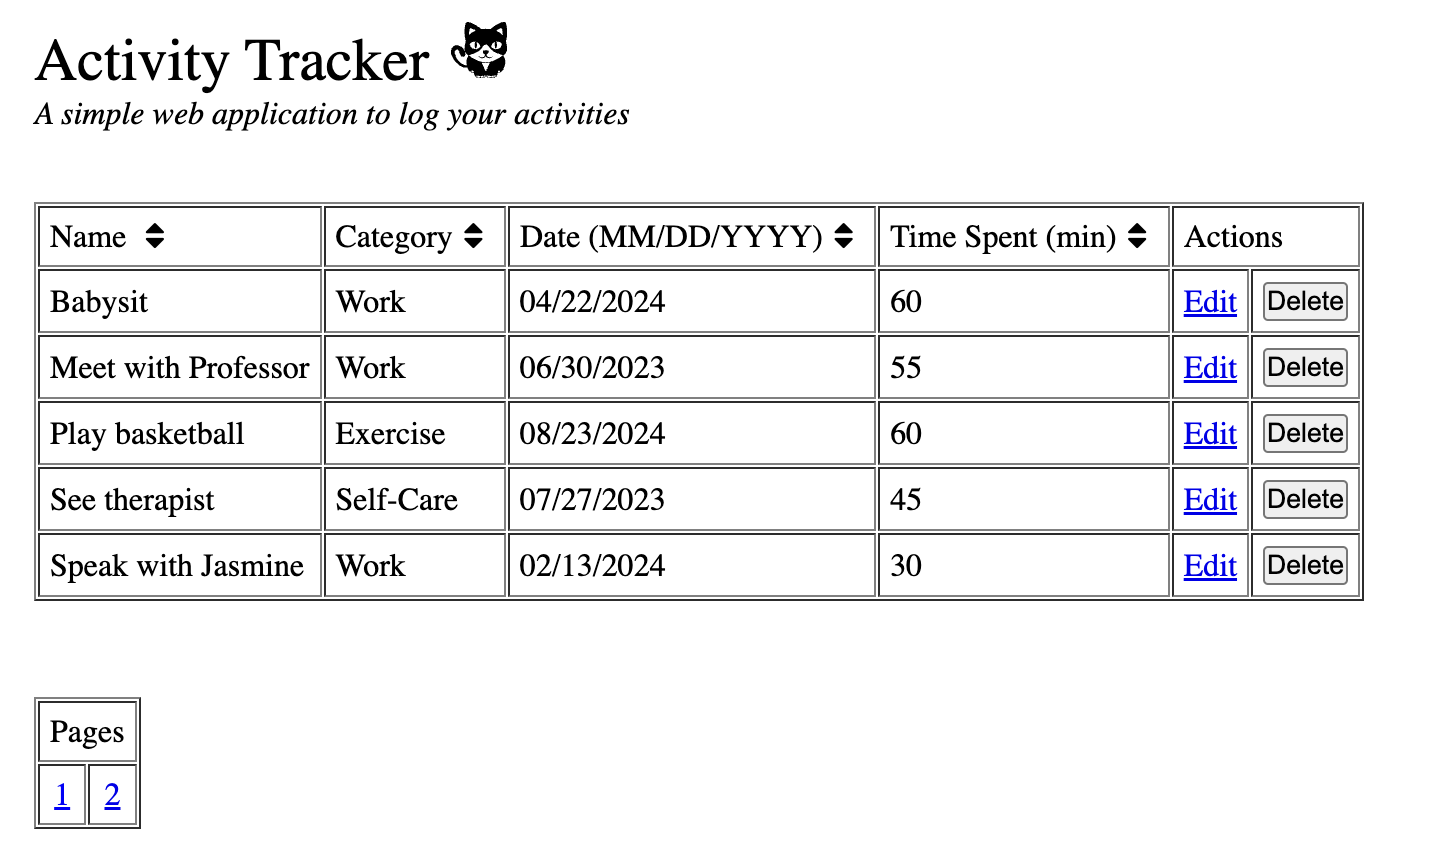 Activity Tracker
A simple web application to log your activities
Name Category Date (MM/DD/YYYY) Time Spent (min) Actions
Babysit Work 04/22/2024 60 Edit Delete
Meet with Professor Work 06/30/2023 55 Edit Delete
Play basketball Exercise 08/23/2024 60 Edit Delete
See therapist Self-Care 07/27/2023 45 Edit Delete
Speak with Jasmine Work 02/13/2024 30 Edit Delete
Pages
1 2